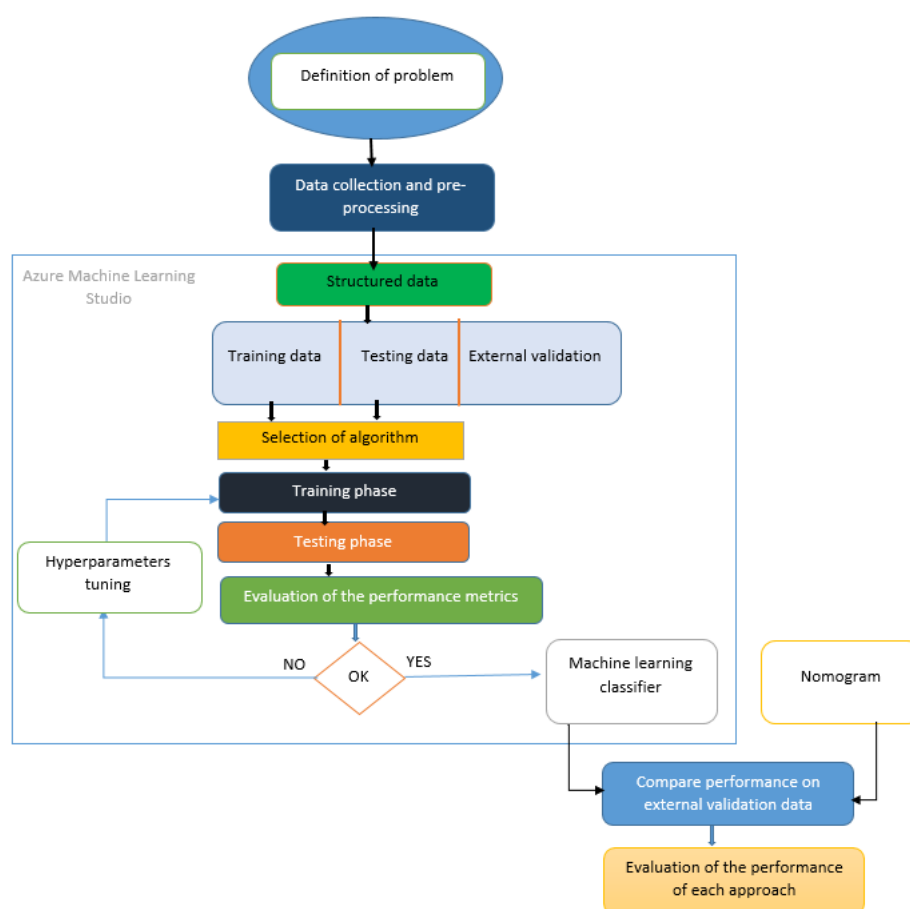 Definition of problem
Data collection and pre-
processing
Azure Machine Learning
Studio
Structured data
Training data
Testing data
External validation
Selection of algorithm
Training phase
Testing phase
Hyperparameters
tuning
Evaluation of the performance metrics
NO
OK
YES
Machine learning
classifier
Nomogram
Compare performance on
external validation data
Evaluation of the performance
of each approach